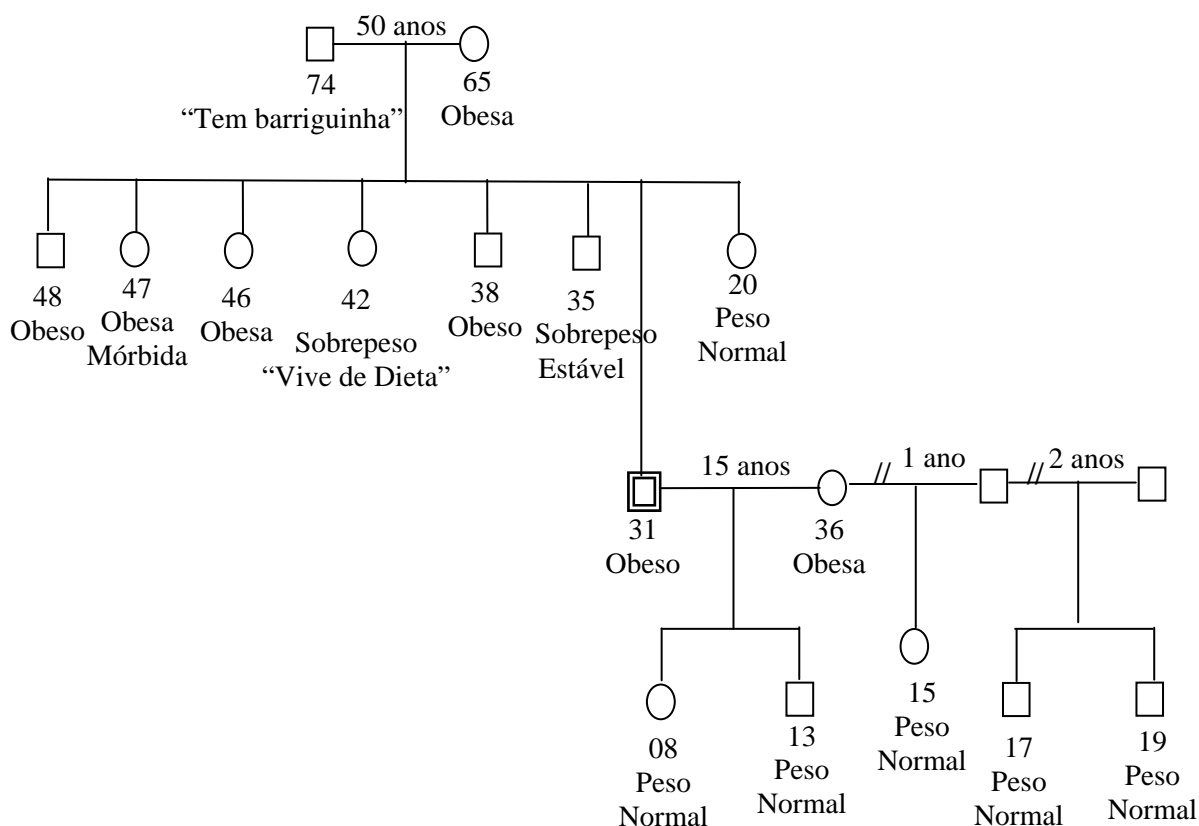 50 anos
74
“Tem barriguinha”
65
Obesa
48
Obeso
47
Obesa
Mórbida
46
Obesa
42
Sobrepeso
“Vive de Dieta”
38
Obeso
35
Sobrepeso
Estável
20
Peso
Normal
15 anos
// 1 ano
// 2 anos
31
Obeso
36
Obesa
08
Peso
Normal
13
Peso
Normal
15
Peso
Normal
17
Peso
Normal
19
Peso
Normal